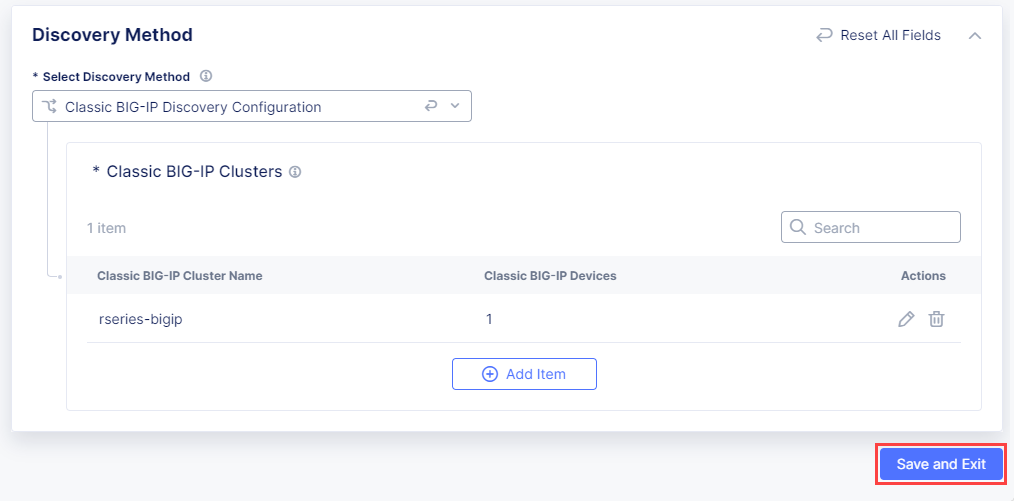 Discovery Method
Reset All Fields
* Select Discovery Method
Classic BIG-IP Discovery Configuration
* Classic BIG-IP Clusters
1 item
Search
Classic BIG-IP Cluster Name Classic BIG-IP Devices Actions
rseries-bigip 1
Add Item
Save and Exit